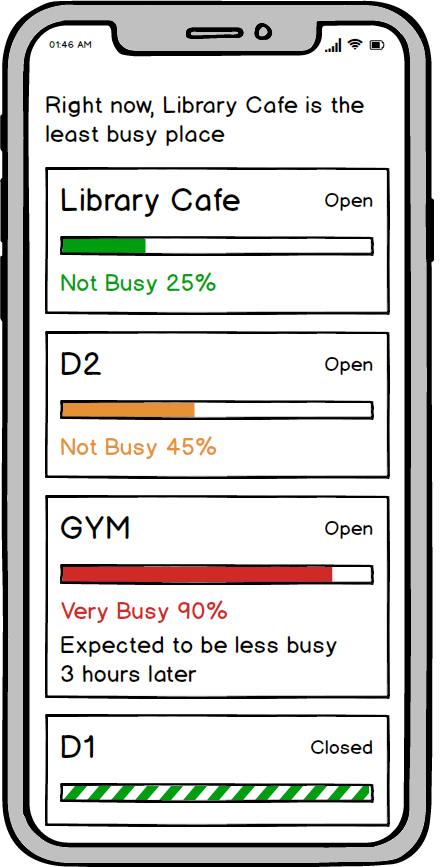 01:46 AM
Right now, Library Cafe is the
least busy place
Library Cafe Open
Not Busy 25%
D2 Open
Not Busy 45%
GYM Open
Very Busy 90%
Expected to be less busy
3 hours later
D1 Closed